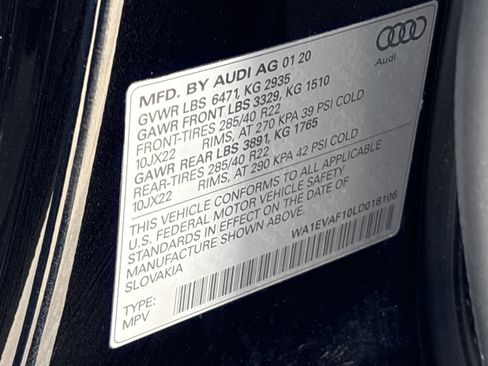 MFD. BY AUDI AG 01 20
GVWR LBS 6471, KG 2935
GAWR FRONT LBS 3329, KG 1510
FRONT-TIRES 285/40 R22
10JX22 RIMS, AT 270 KPA 39 PSI COLD
GAWR REAR LBS 3891, KG 1765
REAR-TIRES 285/40 R22
10JX22 RIMS, AT 290 KPA 42 PSI COLD
THIS VEHICLE CONFORMS TO ALL APPLICABLE
U.S. FEDERAL MOTOR VEHICLE SAFETY
STANDARDS IN EFFECT ON THE DATE OF
MANUFACTURE SHOWN ABOVE.
SLOVAKIA
WA1EVAF10LD018106
TYPE:
MPV
Audi